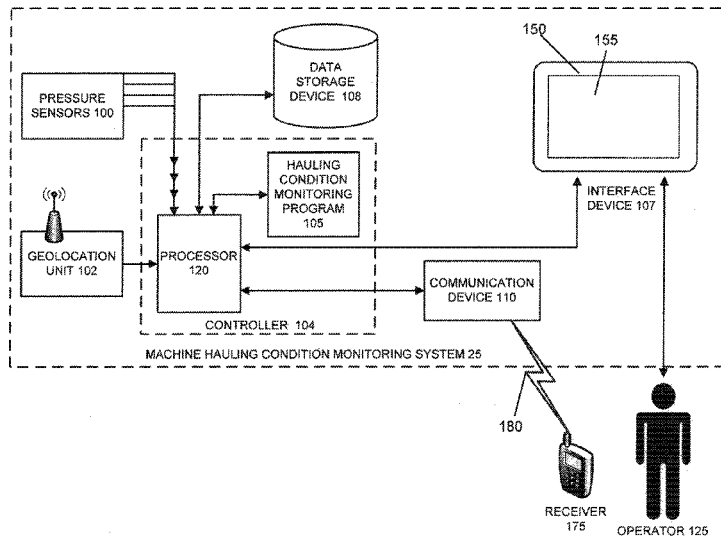 150
155
PRESSURE
SENSORS 100
DATA
STORAGE
DEVICE 108
HAULING
CONDITION
MONITORING
PROGRAM
105
INTERFACE
DEVICE 107
GEOLOCATION
UNIT 102
PROCESSOR
120
COMMUNICATION
DEVICE 110
CONTROLLER 104
MACHINE HAULING CONDITION MONITORING SYSTEM 25
180
RECEIVER
175
OPERATOR 125